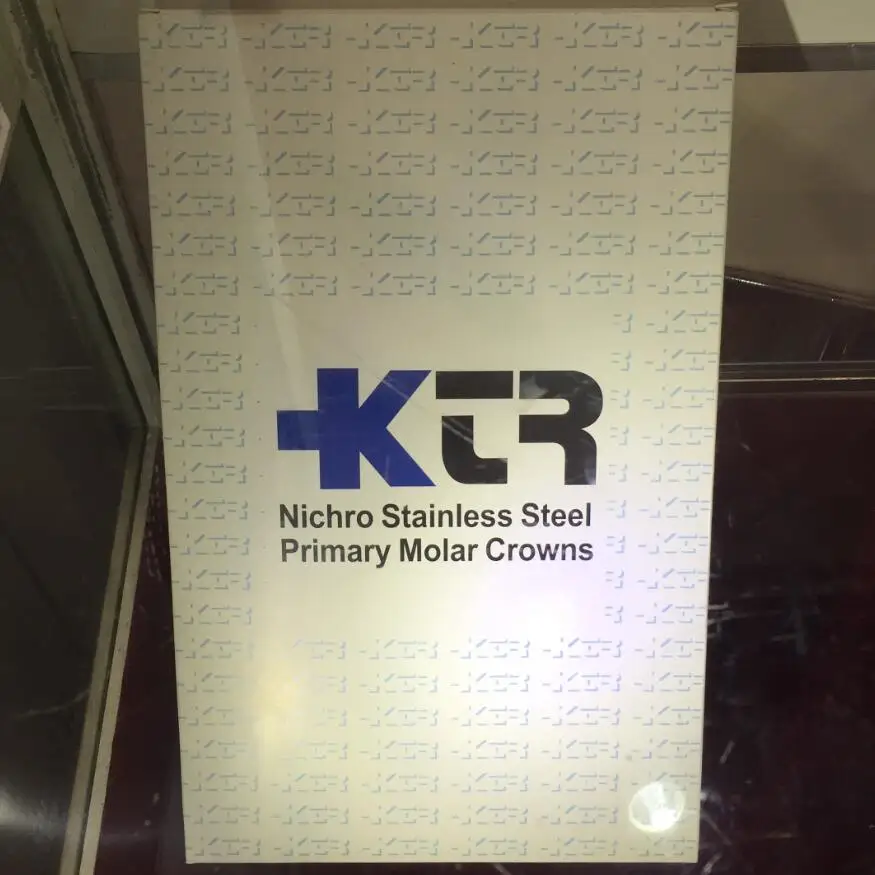 KTR
Nichro Stainless Steel
Primary Molar Crowns